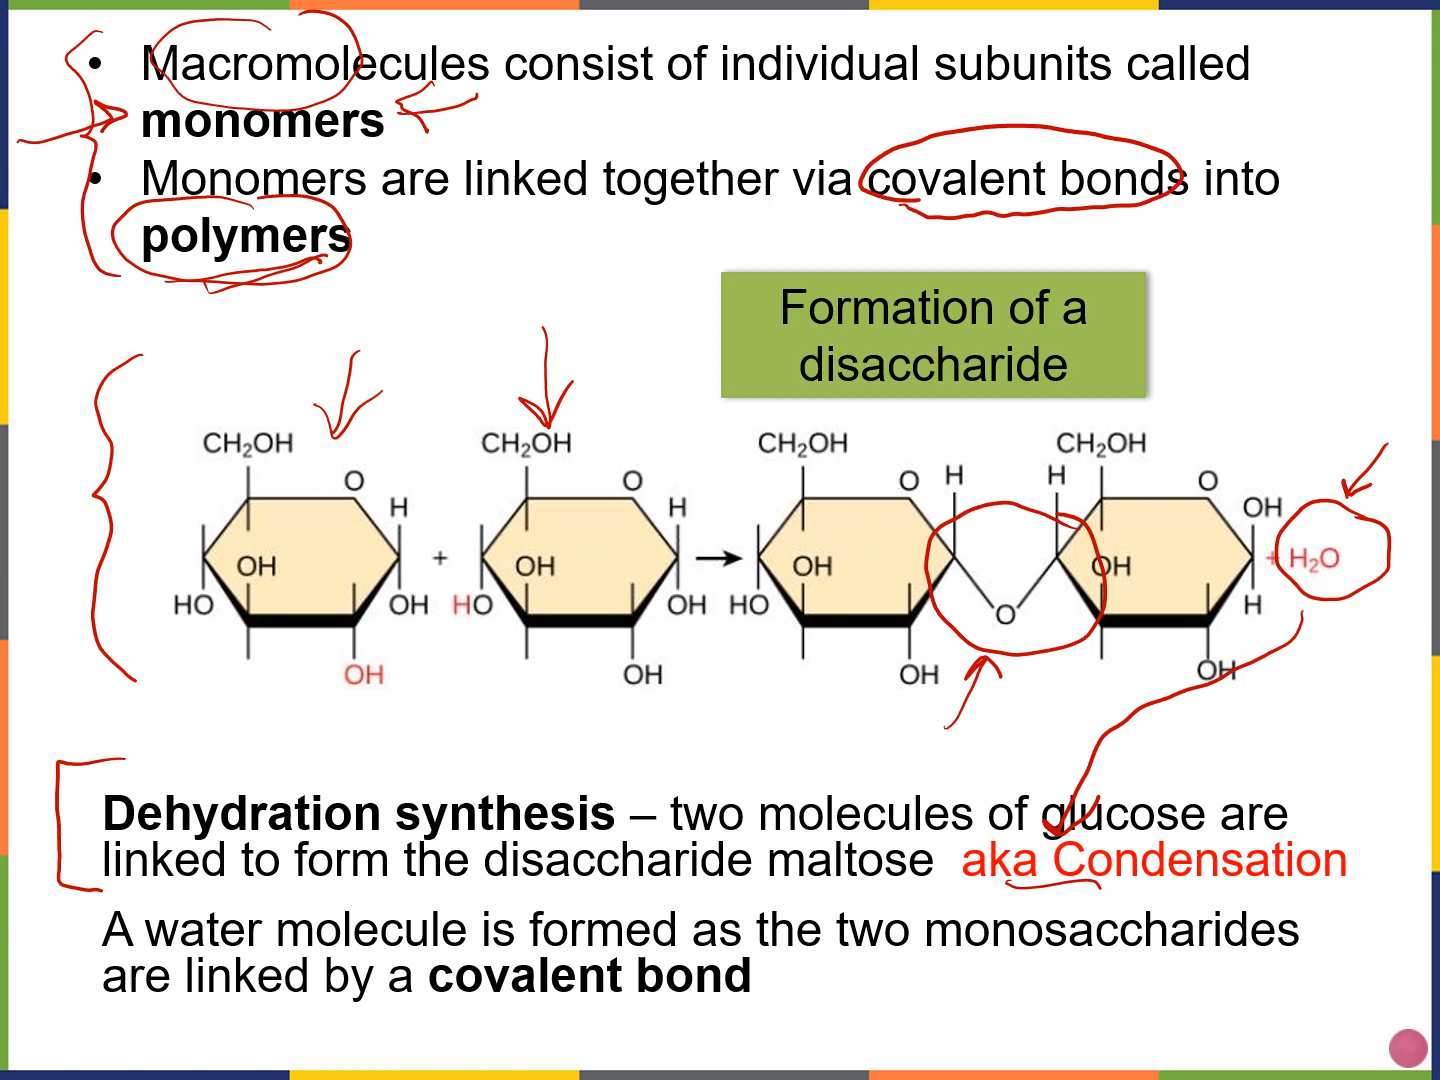 • Macromolecules consist of individual subunits called
monomers
• Monomers are linked together via covalent bonds into
polymers
Formation of a
disaccharide
CH₂OH CH₂OH CH₂OH CH₂OH
O O O H H O
H H OH
OH + OH OH OH + H₂O
HO OH HO OH HO O H
OH OH OH OH
Dehydration synthesis – two molecules of glucose are
linked to form the disaccharide maltose aka Condensation
A water molecule is formed as the two monosaccharides
are linked by a covalent bond